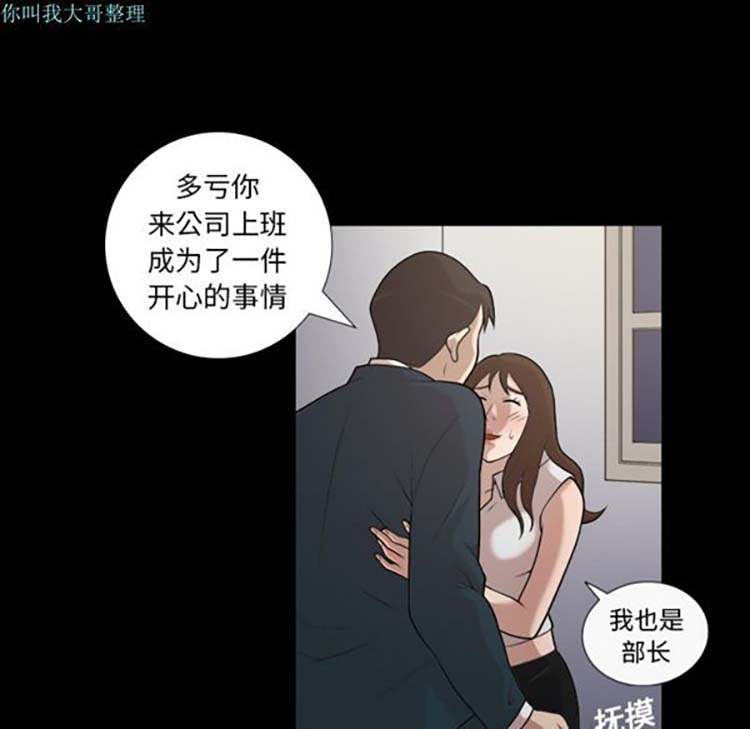 你叫我大哥整理
多亏你
来公司上班
成为了一件
开心的事情
我也是
部长
抚摸